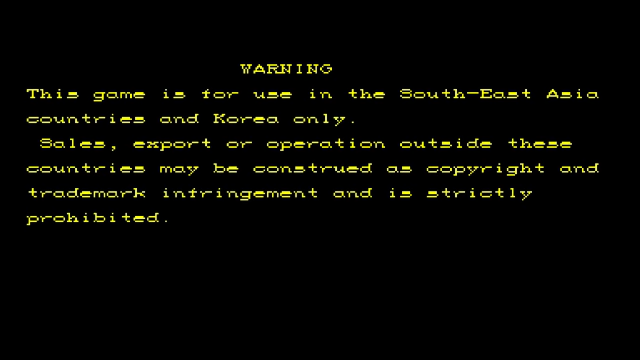 WARNING
This game is for use in the South-East Asia
countries and Korea only.
Sales, export or operation outside these
countries may be construed as copyright and
trademark infringement and is strictly
prohibited.